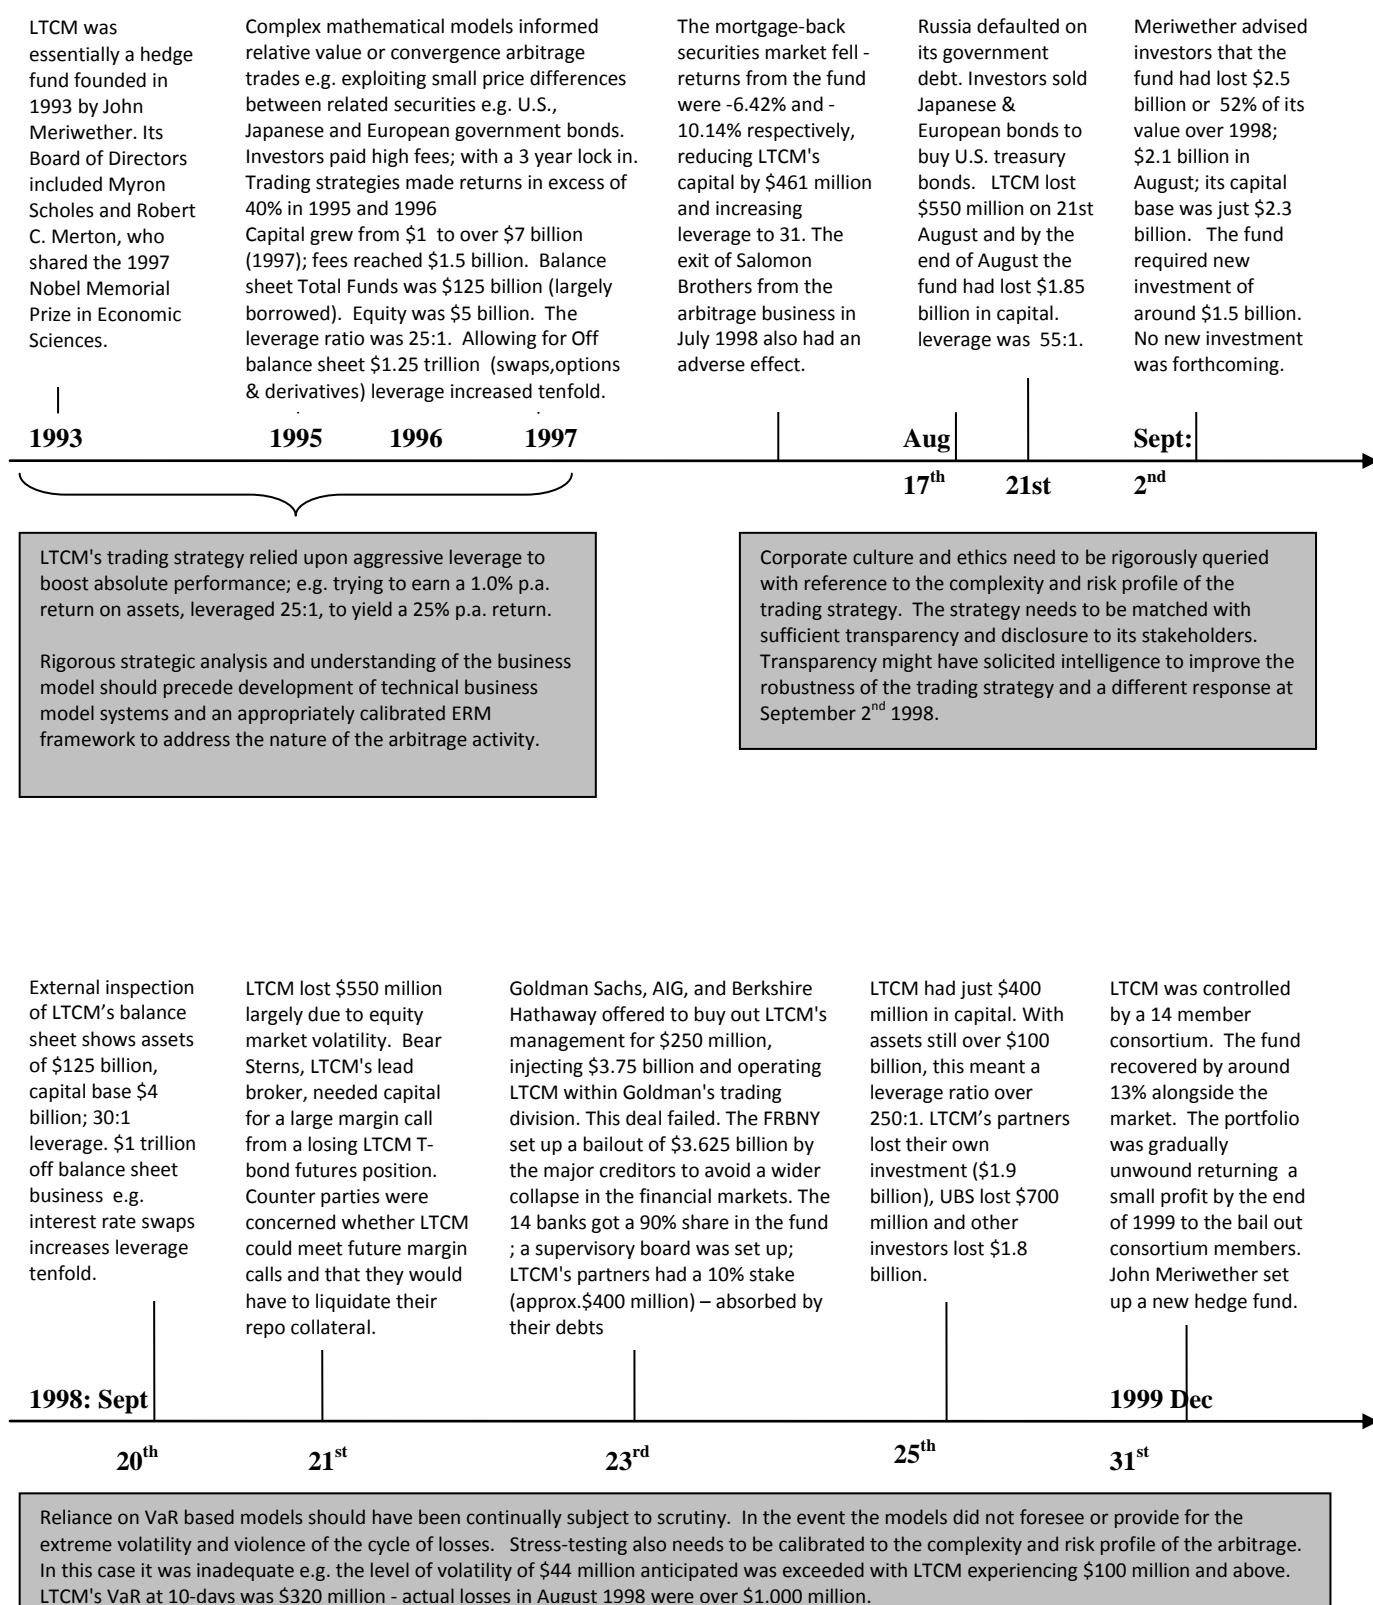 LTCM was
essentially a hedge
fund founded in
1993 by John
Meriwether. Its
Board of Directors
included Myron
Scholes and Robert
C. Merton, who
shared the 1997
Nobel Memorial
Prize in Economic
Sciences.
Complex mathematical models informed
relative value or convergence arbitrage
trades e.g. exploiting small price differences
between related securities e.g. U.S.,
Japanese and European government bonds.
Investors paid high fees; with a 3 year lock in.
Trading strategies made returns in excess of
40% in 1995 and 1996
Capital grew from $1 to over $7 billion
(1997); fees reached $1.5 billion. Balance
sheet Total Funds was $125 billion (largely
borrowed). Equity was $5 billion. The
leverage ratio was 25:1. Allowing for Off
balance sheet $1.25 trillion (swaps,options
& derivatives) leverage increased tenfold.
The mortgage-back
securities market fell -
returns from the fund
were -6.42% and -
10.14% respectively,
reducing LTCM's
capital by $461 million
and increasing
leverage to 31. The
exit of Salomon
Brothers from the
arbitrage business in
July 1998 also had an
adverse effect.
Russia defaulted on
its government
debt. Investors sold
Japanese &
European bonds to
buy U.S. treasury
bonds. LTCM lost
$550 million on 21st
August and by the
end of August the
fund had lost $1.85
billion in capital.
leverage was 55:1.
Meriwether advised
investors that the
fund had lost $2.5
billion or 52% of its
value over 1998;
$2.1 billion in
August; its capital
base was just $2.3
billion. The fund
required new
investment of
around $1.5 billion.
No new investment
was forthcoming.
1993 1995 1996 1997 Aug Sept:
17th 21st 2nd
LTCM's trading strategy relied upon aggressive leverage to
boost absolute performance; e.g. trying to earn a 1.0% p.a.
return on assets, leveraged 25:1, to yield a 25% p.a. return.
Rigorous strategic analysis and understanding of the business
model should precede development of technical business
model systems and an appropriately calibrated ERM
framework to address the nature of the arbitrage activity.
Corporate culture and ethics need to be rigorously queried
with reference to the complexity and risk profile of the
trading strategy. The strategy needs to be matched with
sufficient transparency and disclosure to its stakeholders.
Transparency might have solicited intelligence to improve the
robustness of the trading strategy and a different response at
September 2nd 1998.
External inspection
of LTCM’s balance
sheet shows assets
of $125 billion,
capital base $4
billion; 30:1
leverage. $1 trillion
off balance sheet
business e.g.
interest rate swaps
increases leverage
tenfold.
LTCM lost $550 million
largely due to equity
market volatility. Bear
Sterns, LTCM's lead
broker, needed capital
for a large margin call
from a losing LTCM T-
bond futures position.
Counter parties were
concerned whether LTCM
could meet future margin
calls and that they would
have to liquidate their
repo collateral.
Goldman Sachs, AIG, and Berkshire
Hathaway offered to buy out LTCM's
management for $250 million,
injecting $3.75 billion and operating
LTCM within Goldman's trading
division. This deal failed. The FRBNY
set up a bailout of $3.625 billion by
the major creditors to avoid a wider
collapse in the financial markets. The
14 banks got a 90% share in the fund
; a supervisory board was set up;
LTCM's partners had a 10% stake
(approx.$400 million) – absorbed by
their debts
LTCM had just $400
million in capital. With
assets still over $100
billion, this meant a
leverage ratio over
250:1. LTCM’s partners
lost their own
investment ($1.9
billion), UBS lost $700
million and other
investors lost $1.8
billion.
LTCM was controlled
by a 14 member
consortium. The fund
recovered by around
13% alongside the
market. The portfolio
was gradually
unwound returning a
small profit by the end
of 1999 to the bail out
consortium members.
John Meriwether set
up a new hedge fund.
1998: Sept 1999 Dec
20th 21st 23rd 25th 31st
Reliance on VaR based models should have been continually subject to scrutiny. In the event the models did not foresee or provide for the
extreme volatility and violence of the cycle of losses. Stress-testing also needs to be calibrated to the complexity and risk profile of the arbitrage.
In this case it was inadequate e.g. the level of volatility of $44 million anticipated was exceeded with LTCM experiencing $100 million and above.
LTCM's VaR at 10-days was $320 million - actual losses in August 1998 were over $1,000 million.